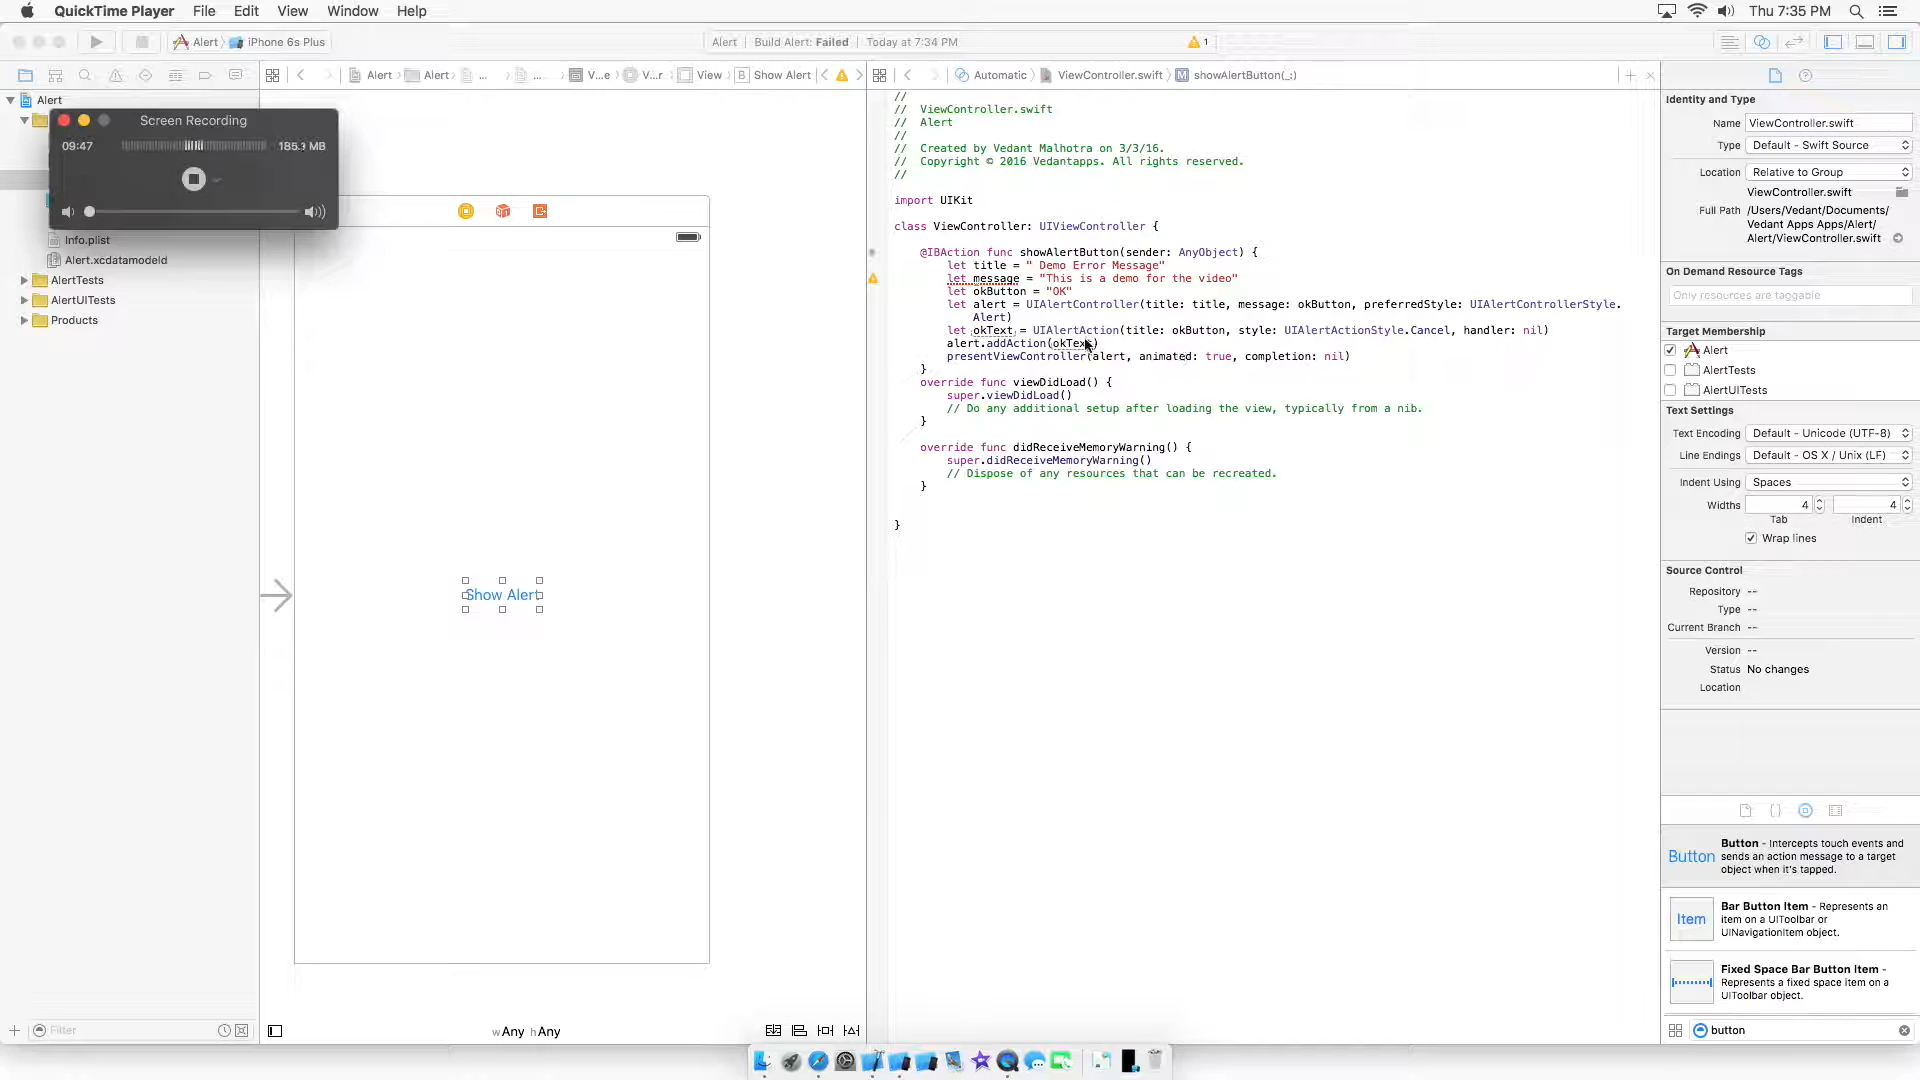 QuickTime Player File Edit View Window Help Thu 7:35 PM
Alert iPhone 6s Plus Alert Build Alert: Failed Today at 7:34 PM 1
Alert Alert ... ... V...e V...r View B Show Alert Automatic ViewController.swift M showAlertButton(_:)
Alert
Screen Recording
09:47 185.3 MB
Info.plist
Alert.xcdatamodeld
AlertTests
AlertUITests
Products
Filter
Show Alert
wAny hAny
//
// ViewController.swift
// Alert
//
// Created by Vedant Malhotra on 3/3/16.
// Copyright © 2016 Vedantapps. All rights reserved.
//
import UIKit
class ViewController: UIViewController {
@IBAction func showAlertButton(sender: AnyObject) {
let title = " Demo Error Message"
let message = "This is a demo for the video"
let okButton = "OK"
let alert = UIAlertController(title: title, message: okButton, preferredStyle: UIAlertControllerStyle.
Alert)
let okText = UIAlertAction(title: okButton, style: UIAlertActionStyle.Cancel, handler: nil)
alert.addAction(okText)
presentViewController(alert, animated: true, completion: nil)
}
override func viewDidLoad() {
super.viewDidLoad()
// Do any additional setup after loading the view, typically from a nib.
}
override func didReceiveMemoryWarning() {
super.didReceiveMemoryWarning()
// Dispose of any resources that can be recreated.
}
}
Identity and Type
Name ViewController.swift
Type Default - Swift Source
Location Relative to Group
ViewController.swift
Full Path /Users/Vedant/Documents/
Vedant Apps Apps/Alert/
Alert/ViewController.swift
On Demand Resource Tags
Only resources are taggable
Target Membership
Alert
AlertTests
AlertUITests
Text Settings
Text Encoding Default - Unicode (UTF-8)
Line Endings Default - OS X / Unix (LF)
Indent Using Spaces
Widths 4 4
Tab Indent
Wrap lines
Source Control
Repository --
Type --
Current Branch --
Version --
Status No changes
Location
Button Button - Intercepts touch events and
sends an action message to a target
object when it's tapped.
Item Bar Button Item - Represents an
item on a UIToolbar or
UINavigationItem object.
Fixed Space Bar Button Item -
Represents a fixed space item on a
UIToolbar object.
button